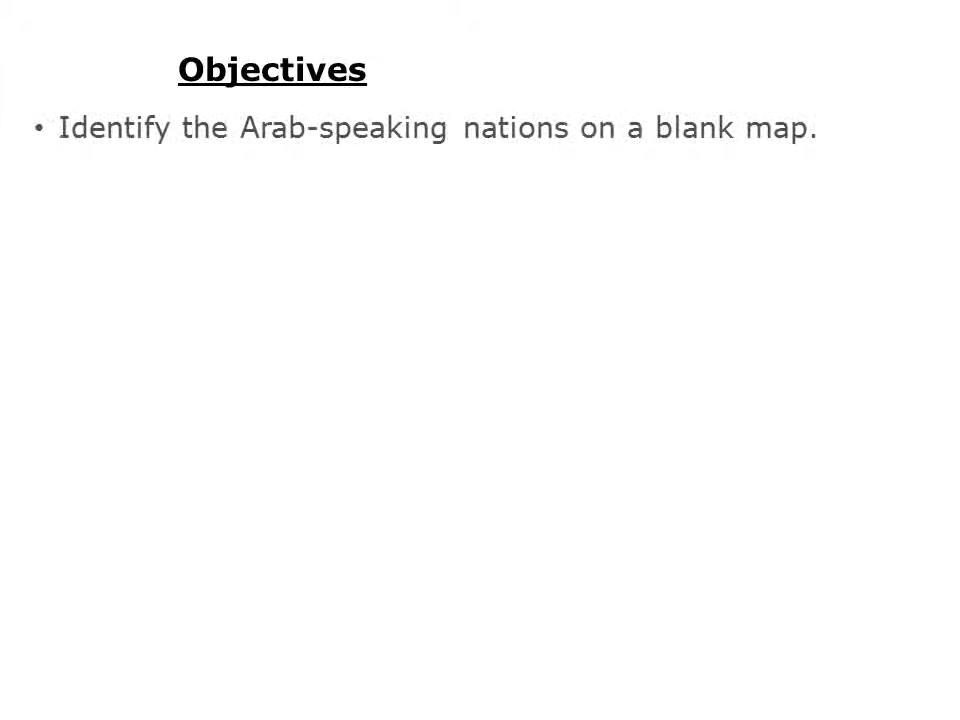 Objectives
• Identify the Arab-speaking nations on a blank map.